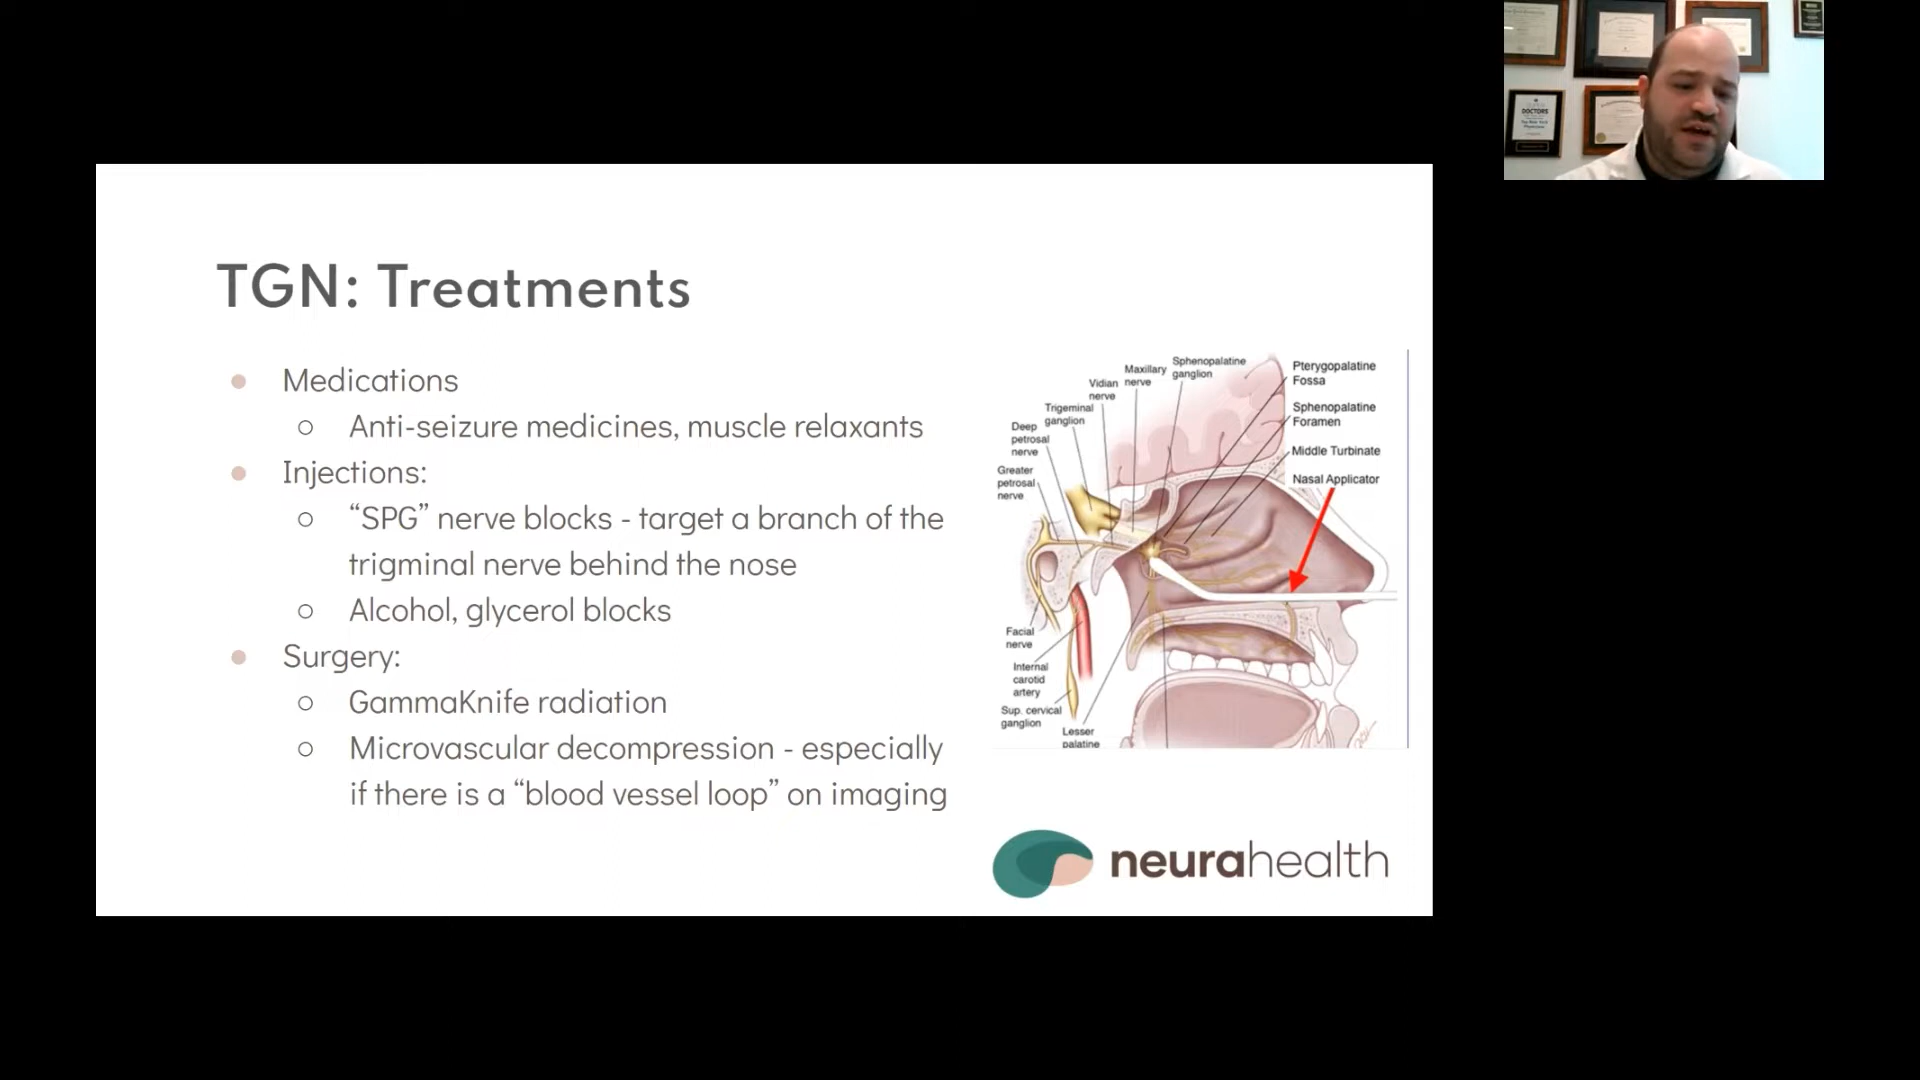 TGN: Treatments
Medications
Anti-seizure medicines, muscle relaxants
Injections:
“SPG” nerve blocks - target a branch of the
trigminal nerve behind the nose
Alcohol, glycerol blocks
Surgery:
GammaKnife radiation
Microvascular decompression - especially
if there is a “blood vessel loop” on imaging
Sphenopalatine
ganglion
Maxillary
nerve
Vidian
nerve
Trigeminal
ganglion
Deep
petrosal
nerve
Greater
petrosal
nerve
Pterygopalatine
Fossa
Sphenopalatine
Foramen
Middle Turbinate
Nasal Applicator
Facial
nerve
Internal
carotid
artery
Sup. cervical
ganglion
Lesser
palatine
neurahealth
DOCTORS